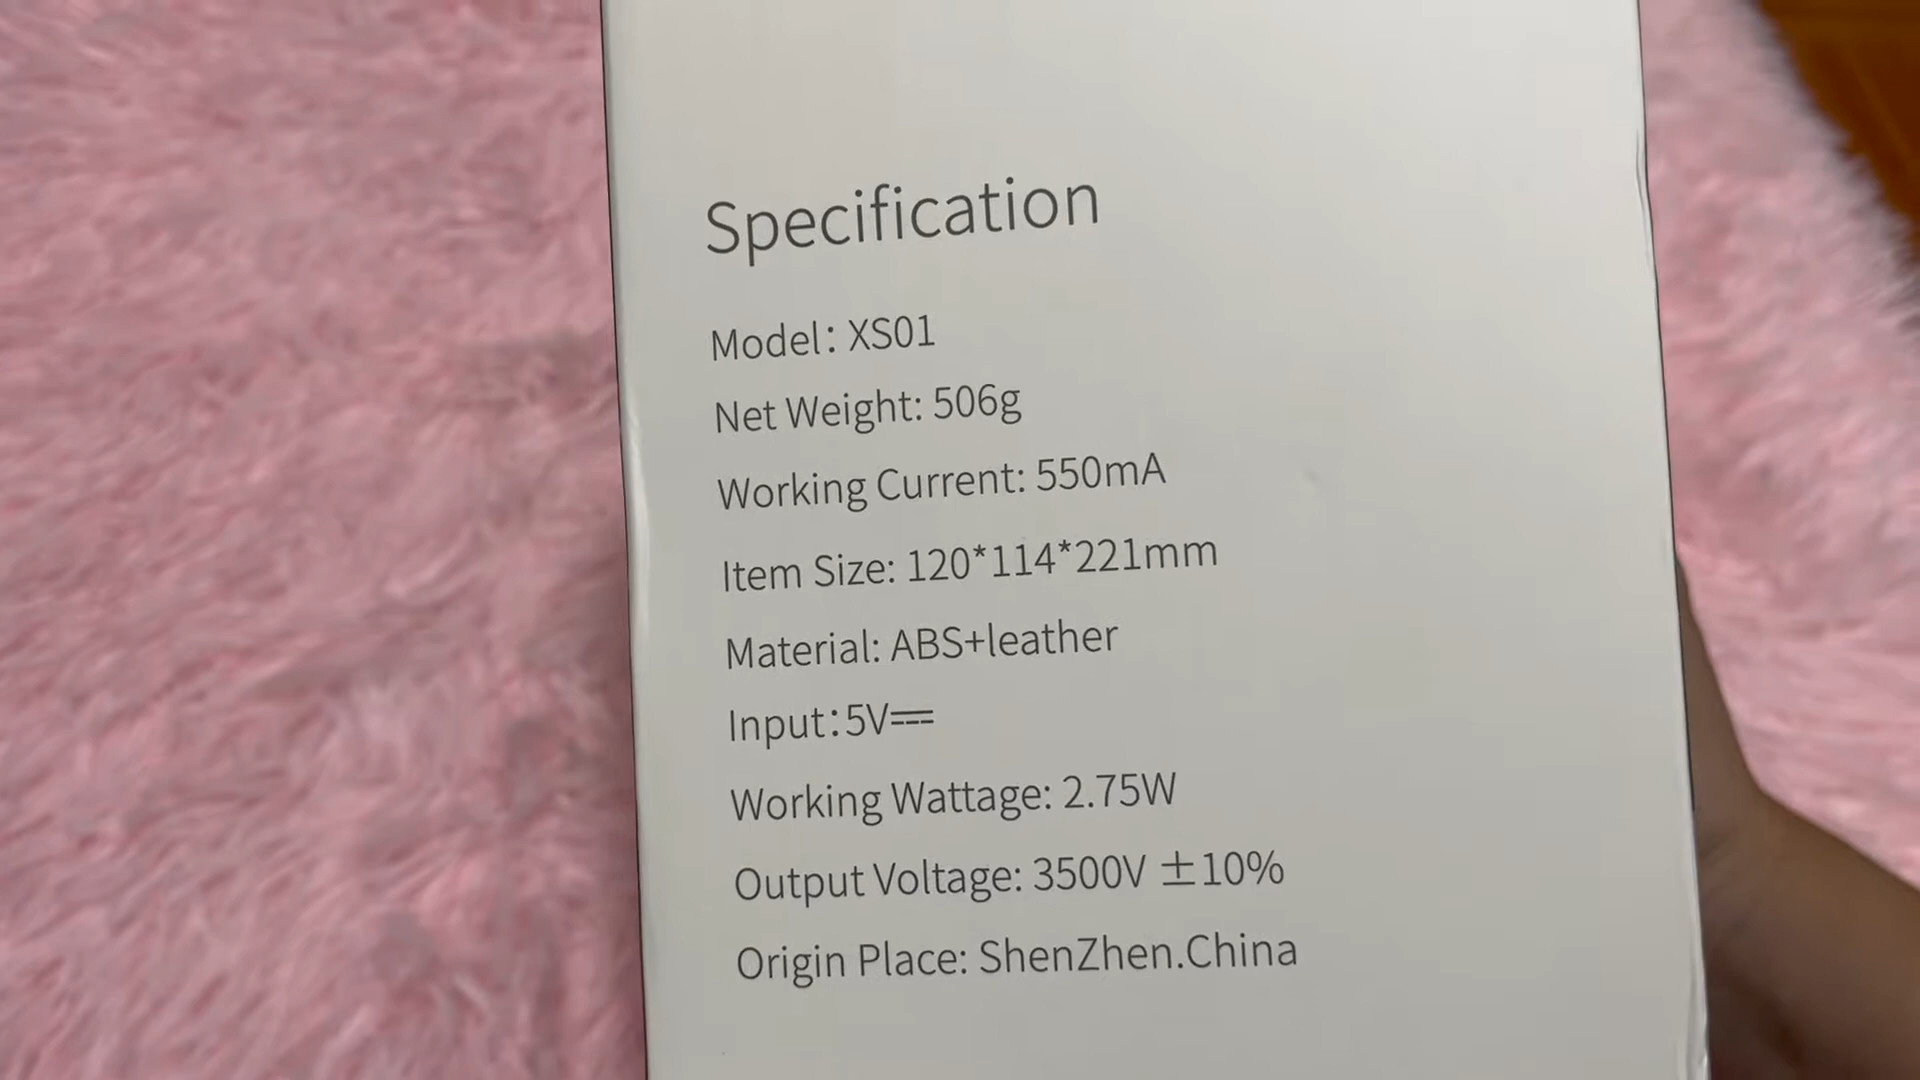 Specification
Model: XS01
Net Weight: 506g
Working Current: 550mA
Item Size: 120*114*221mm
Material: ABS+leather
Input:5V⎓
Working Wattage: 2.75W
Output Voltage: 3500V ±10%
Origin Place: ShenZhen.China